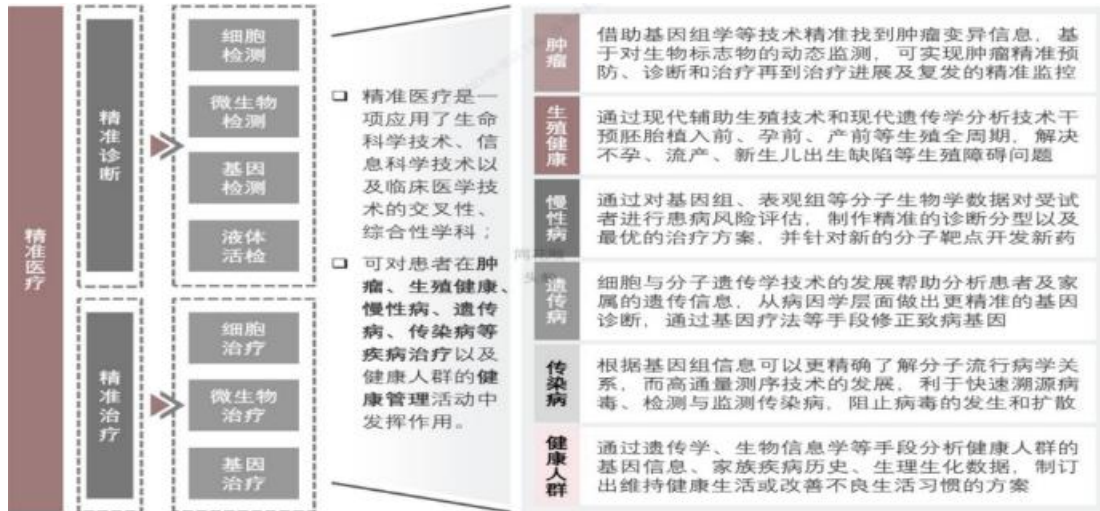 精准医疗
精准诊断
细胞
检测
微生物
检测
基因
检测
液体
活检
精准治疗
细胞
治疗
微生物
治疗
基因
治疗
□ 精准医疗是一
项应用了生命
科学技术、信
息科学技术以
及临床医学技
术的交叉性、
综合性学科；
□ 可对患者在肿
瘤、生殖健康、
慢性病、遗传
病、传染病等
疾病治疗以及
健康人群的健
康管理活动中
发挥作用。
肿瘤
借助基因组学等技术精准找到肿瘤变异信息，基
于对生物标志物的动态监测，可实现肿瘤精准预
防、诊断和治疗再到治疗进展及复发的精准监控
生殖健康
通过现代辅助生殖技术和现代遗传学分析技术干
预胚胎植入前、孕前、产前等生殖全周期，解决
不孕、流产、新生儿出生缺陷等生殖障碍问题
慢性病
通过对基因组、表观组等分子生物学数据对受试
者进行患病风险评估，制作精准的诊断分型以及
最优的治疗方案，并针对新的分子靶点开发新药
遗传病
细胞与分子遗传学技术的发展帮助分析患者及家
属的遗传信息，从病因学层面做出更精准的基因
诊断，通过基因疗法等手段修正致病基因
传染病
根据基因组信息可以更精确了解分子流行病学关
系，而高通量测序技术的发展，利于快速溯源病
毒、检测与监测传染病，阻止病毒的发生和扩散
健康人群
通过遗传学、生物信息学等手段分析健康人群的
基因信息、家族疾病历史、生理生化数据，制订
出维持健康生活或改善不良生活习惯的方案